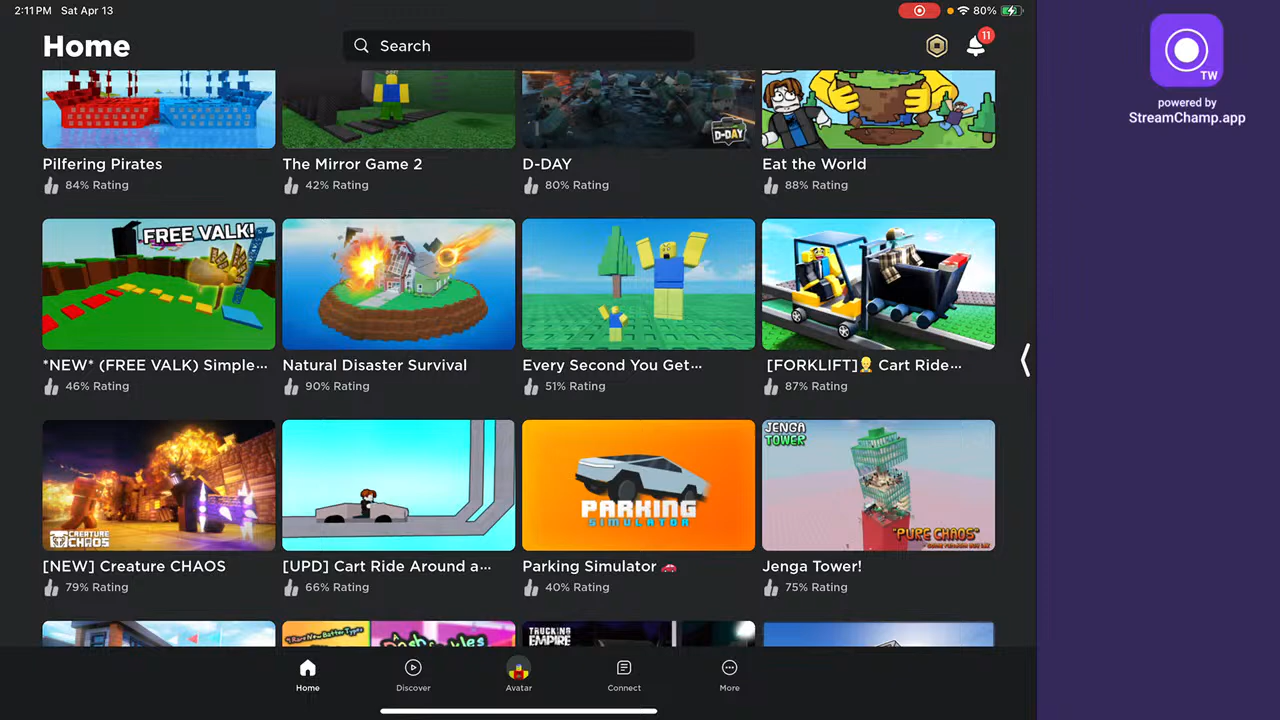 2:11 PM Sat Apr 13
80%
Home
Search
11
TW
powered by
StreamChamp.app
D-DAY
Pilfering Pirates
The Mirror Game 2
D-DAY
Eat the World
84% Rating
42% Rating
80% Rating
88% Rating
FREE VALK!
*NEW* (FREE VALK) Simple...
Natural Disaster Survival
Every Second You Get...
[FORKLIFT]👷 Cart Ride...
46% Rating
90% Rating
51% Rating
87% Rating
CREATURE
CHAOS
PARKING
SIMULATOR
JENGA
TOWER
"PURE CHAOS"
[NEW] Creature CHAOS
[UPD] Cart Ride Around a...
Parking Simulator 🚗
Jenga Tower!
79% Rating
66% Rating
40% Rating
75% Rating
TRUCKING
EMPIRE
Home
Discover
Avatar
Connect
More